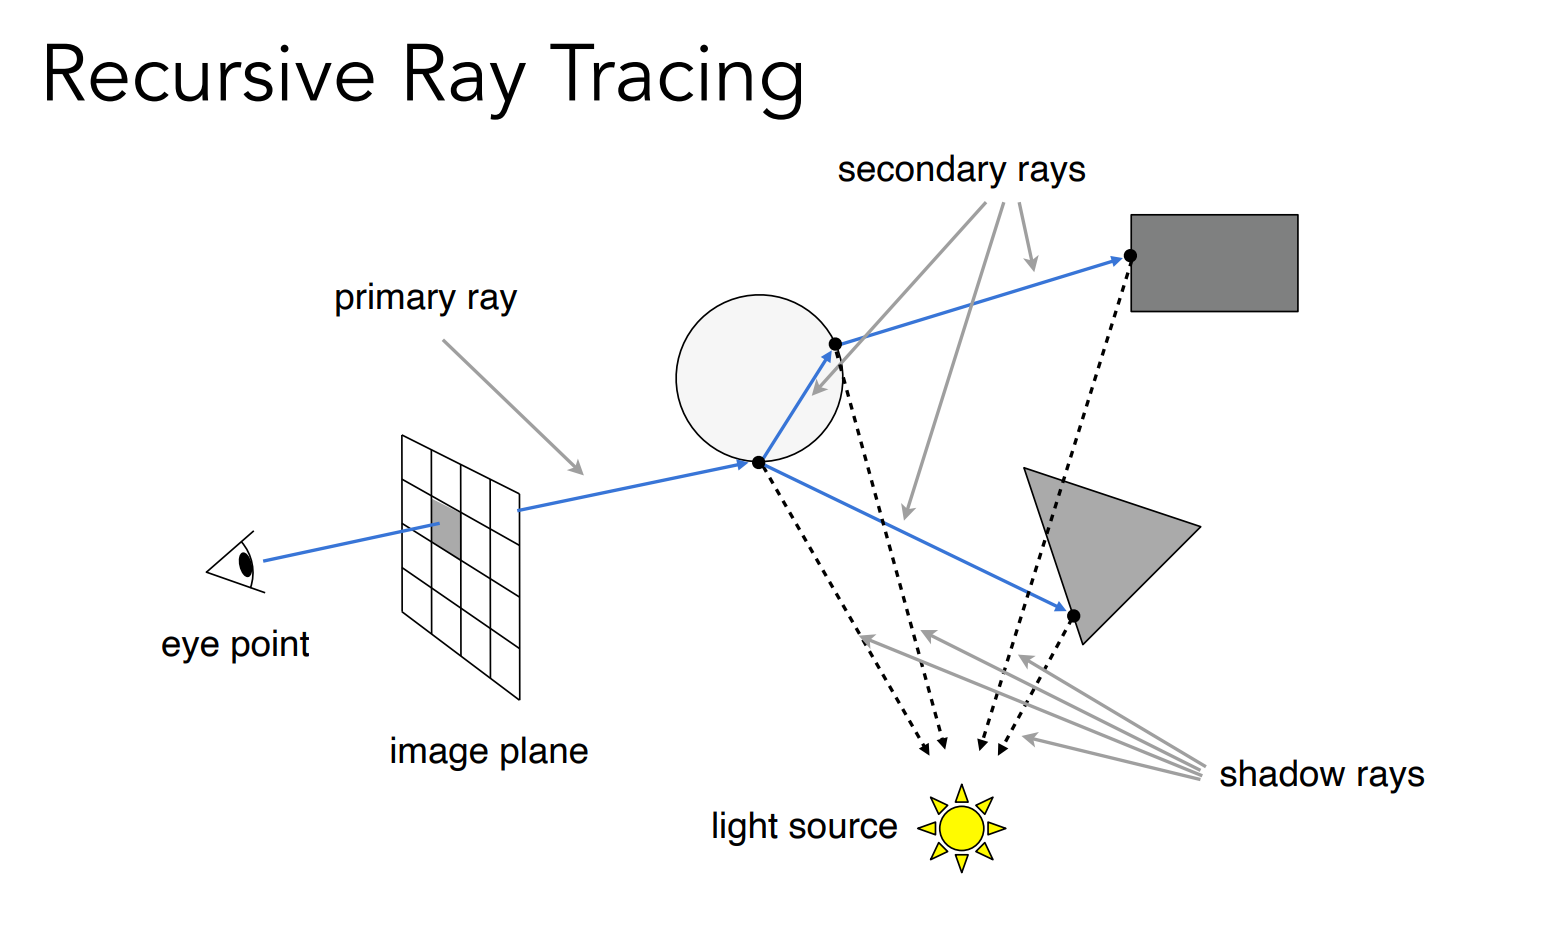 Recursive Ray Tracing
secondary rays
primary ray
eye point
image plane
shadow rays
light source